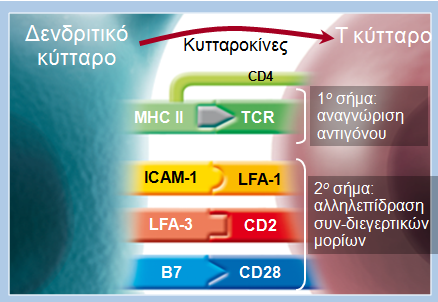 Δενδριτικό
κύτταρο
Κυτταροκίνες
Τ κύτταρο
CD4
MHC II
TCR
1ο σήμα:
αναγνώριση
αντιγόνου
ICAM-1
LFA-1
LFA-3
CD2
B7
CD28
2ο σήμα:
αλληλεπίδραση
συν-διεγερτικών
μορίων